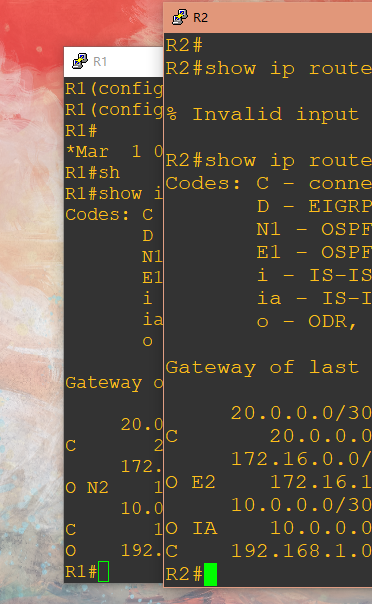 R1
R1(config
R1(config
R1#
*Mar  1 0
R1#sh
R1#show i
Codes: C
D
N1
E1
i
ia
o
Gateway o
20.0
C 2
172.
O N2 1
10.0
C 1
O 192.
R1#
R2
R2#
R2#show ip route
% Invalid input
R2#show ip route
Codes: C - conne
D - EIGRP
N1 - OSPF
E1 - OSPF
i - IS-IS
ia - IS-I
o - ODR,
Gateway of last
20.0.0.0/30
C 20.0.0.0
172.16.0.0/
O E2 172.16.1
10.0.0.0/30
O IA 10.0.0.0
C 192.168.1.0
R2#